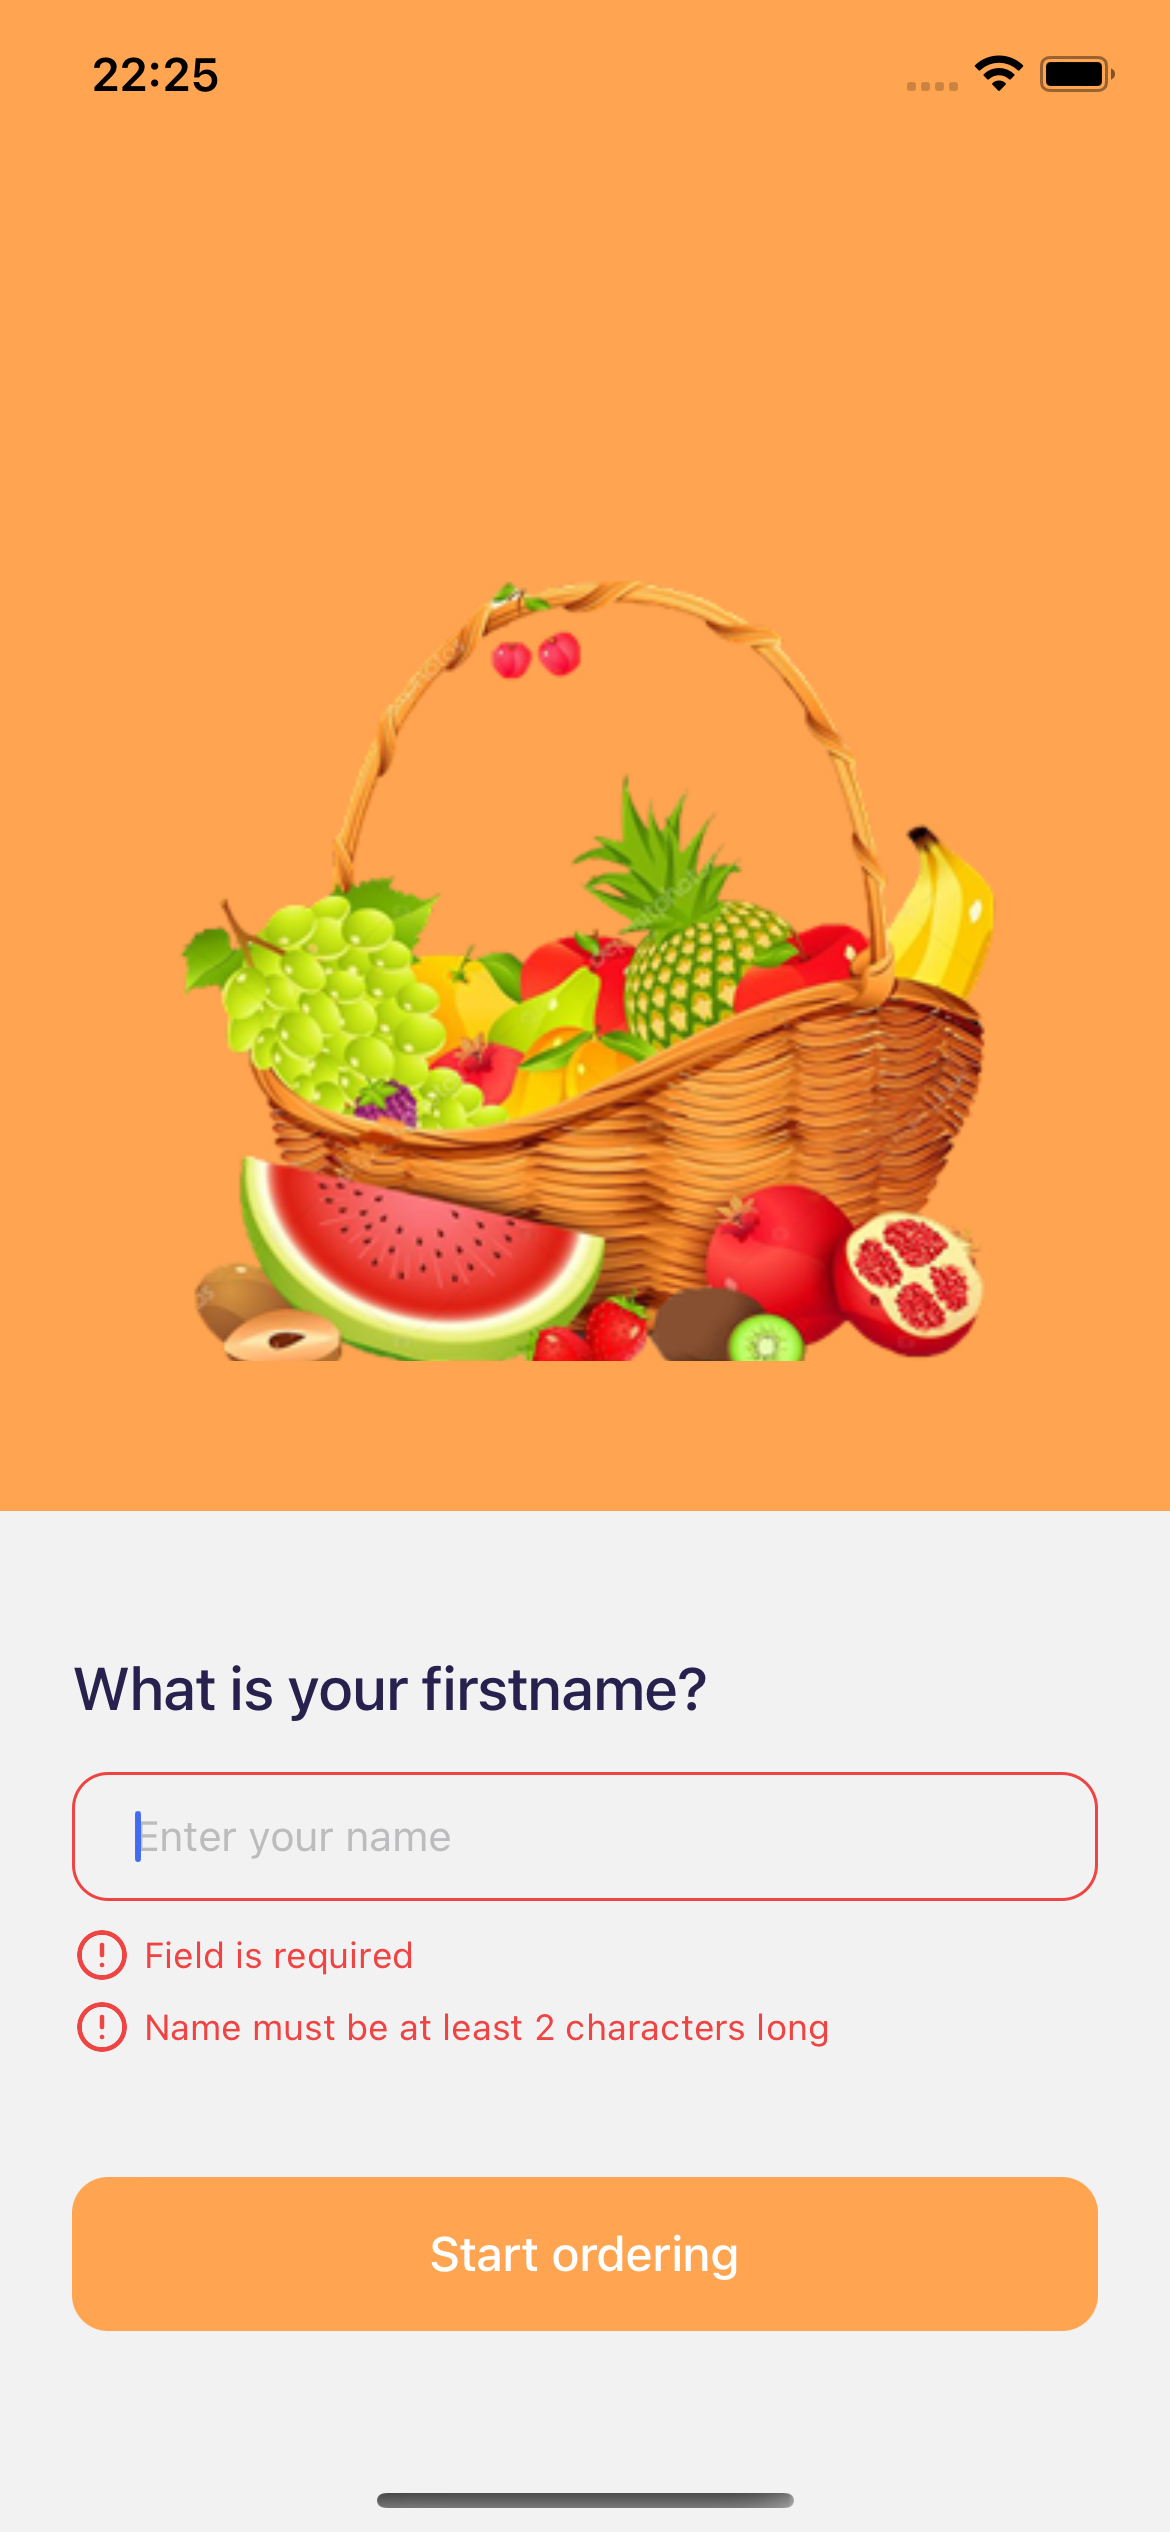 22:25
What is your firstname?
Enter your name
Field is required
Name must be at least 2 characters long
Start ordering